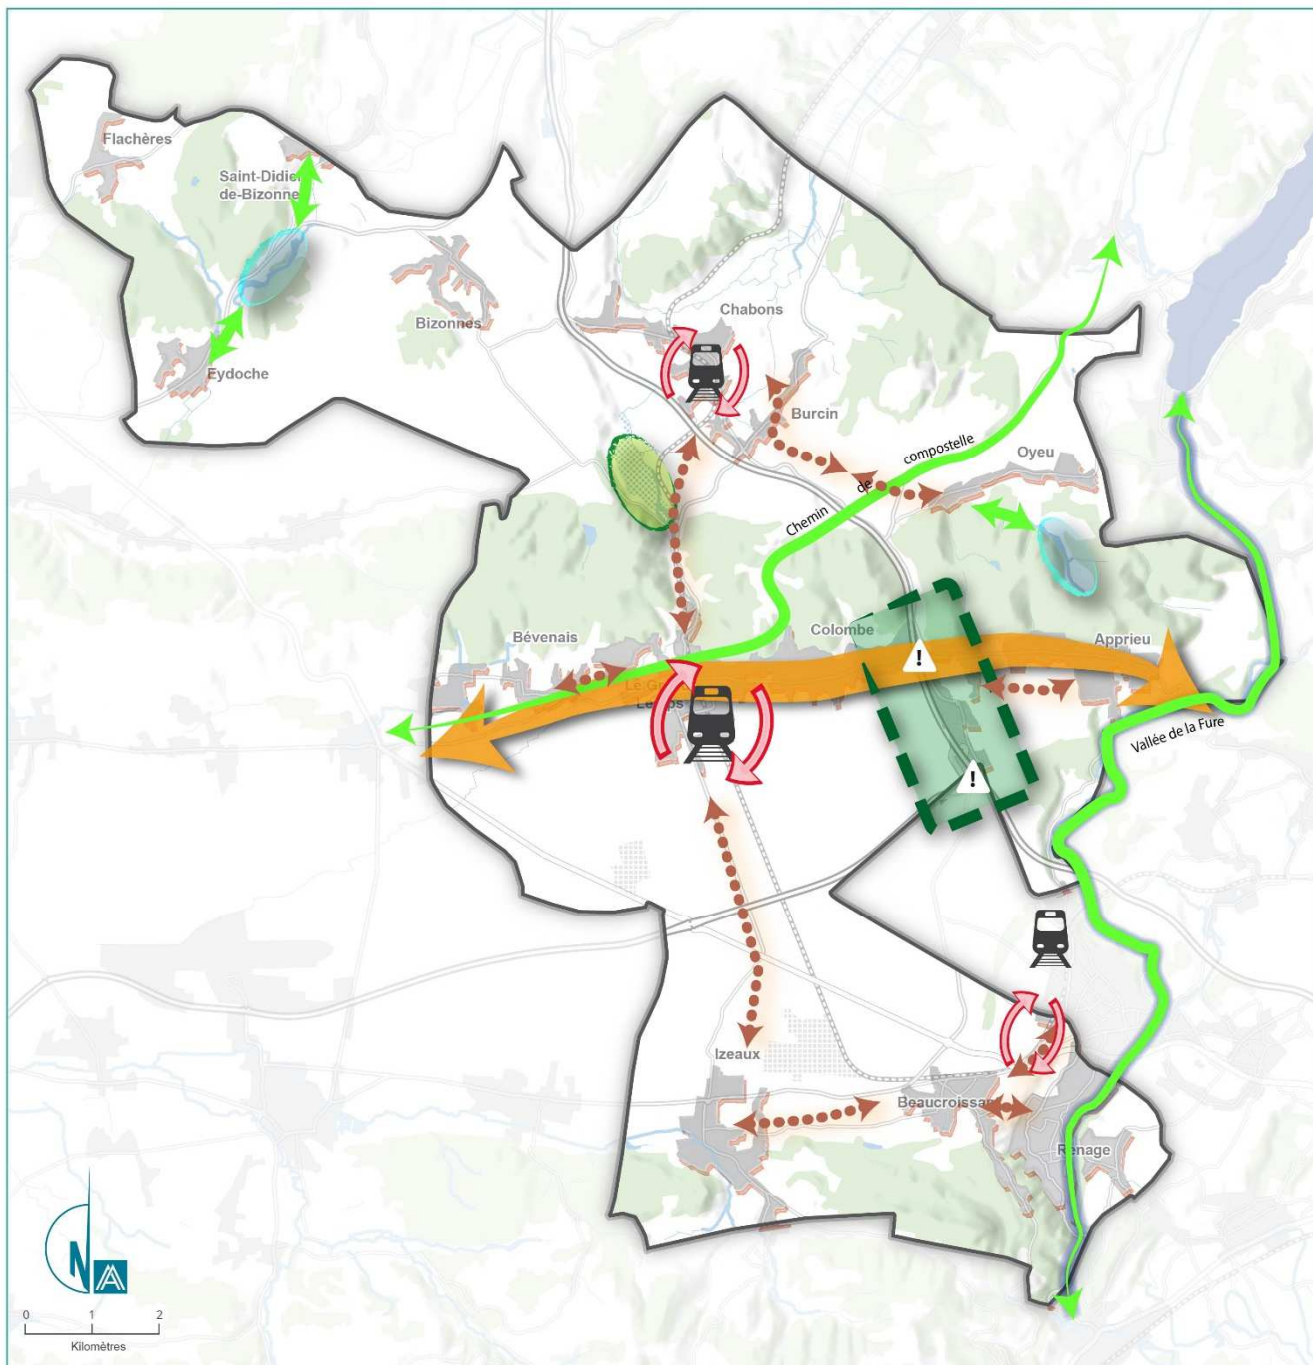 Flachères
Saint-Didier
de-Bizonne
Bizonnes
Eydoche
Chabons
Burcin
Oyeu
Chemin de compostelle
Bévenais
Colombe
Apprieu
!
!
Vallée de la Fure
Izeaux
Beaucroissan
Renage
N
0 1 2
Kilomètres